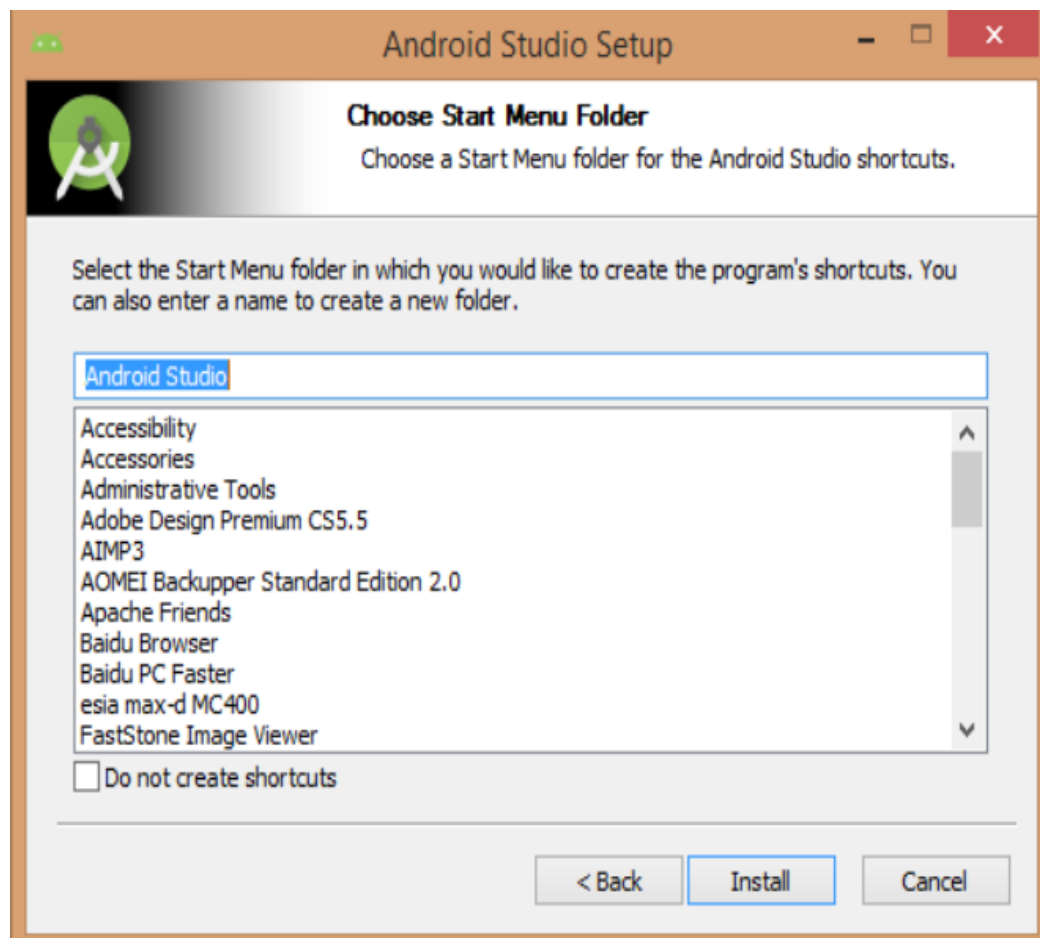 Android Studio Setup
Choose Start Menu Folder
Choose a Start Menu folder for the Android Studio shortcuts.
Select the Start Menu folder in which you would like to create the program's shortcuts. You
can also enter a name to create a new folder.
Android Studio
Accessibility
Accessories
Administrative Tools
Adobe Design Premium CS5.5
AIMP3
AOMEI Backupper Standard Edition 2.0
Apache Friends
Baidu Browser
Baidu PC Faster
esia max-d MC400
FastStone Image Viewer
Do not create shortcuts
< Back
Install
Cancel